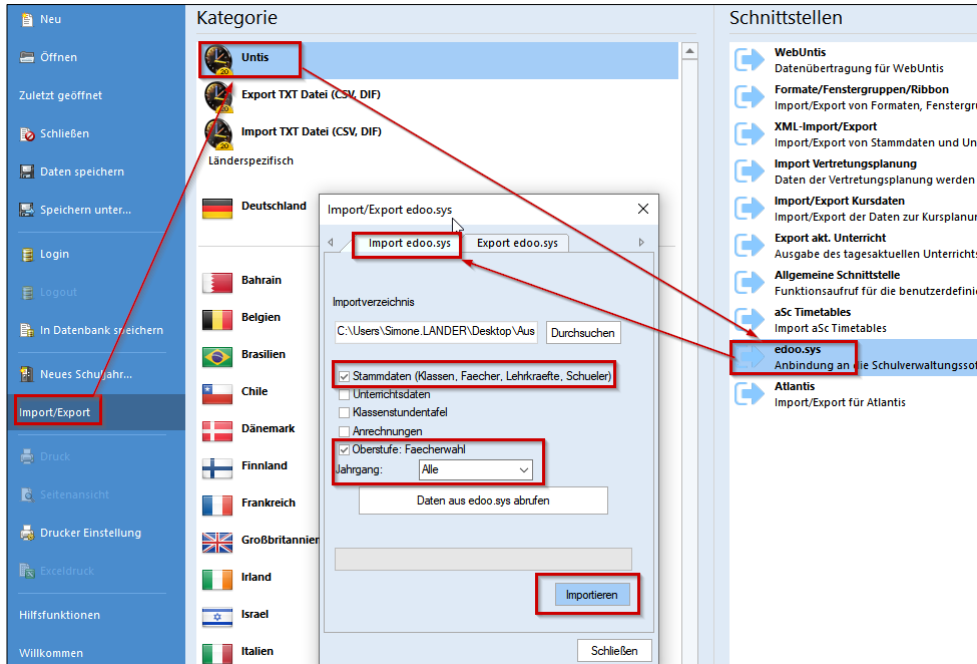 Neu
Öffnen
Zuletzt geöffnet
Schließen
Daten speichern
Speichern unter...
Login
Logout
In Datenbank speichern
Neues Schuljahr...
Import/Export
Druck
Seitenansicht
Drucker Einstellung
Exceldruck
Hilfsfunktionen
Willkommen
Kategorie
Untis
Export TXT Datei (CSV, DIF)
Import TXT Datei (CSV, DIF)
Länderspezifisch
Deutschland
Bahrain
Belgien
Brasilien
Chile
Dänemark
Finnland
Frankreich
Großbritannier
Irland
Israel
Italien
Import/Export edoo.sys
Import edoo.sys
Export edoo.sys
Importverzeichnis
C:\Users\Simone.LANDER\Desktop\Aus
Durchsuchen
Stammdaten (Klassen, Faecher, Lehrkraefte, Schueler)
Unterrichtsdaten
Klassenstundentafel
Anrechnungen
Oberstufe: Faecherwahl
Jahrgang: Alle
Daten aus edoo.sys abrufen
Importieren
Schließen
Schnittstellen
WebUntis
Datenübertragung für WebUntis
Formate/Fenstergruppen/Ribbon
Import/Export von Formaten, Fenstergru
XML-Import/Export
Import/Export von Stammdaten und Un
Import Vertretungsplanung
Daten der Vertretungsplanung werden
Import/Export Kursdaten
Import/Export der Daten zur Kursplanun
Export akt. Unterricht
Ausgabe des tagesaktuellen Unterrichts
Allgemeine Schnittstelle
Funktionsaufruf für die benutzerdefinie
aSc Timetables
Import aSc Timetables
edoo.sys
Anbindung an die Schulverwaltungssof
Atlantis
Import/Export für Atlantis